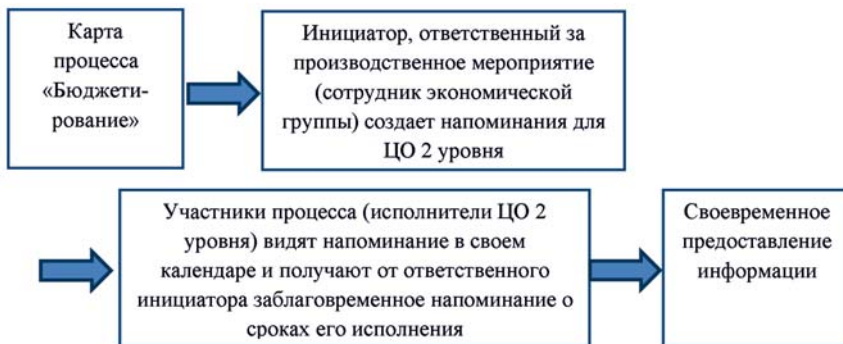 Карта
процесса
«Бюджети-
рование»
Инициатор, ответственный за
производственное мероприятие
(сотрудник экономической
группы) создает напоминания для
ЦО 2 уровня
Участники процесса (исполнители ЦО 2
уровня) видят напоминание в своем
календаре и получают от ответственного
инициатора заблаговременное напоминание о
сроках его исполнения
Своевременное
предоставление
информации